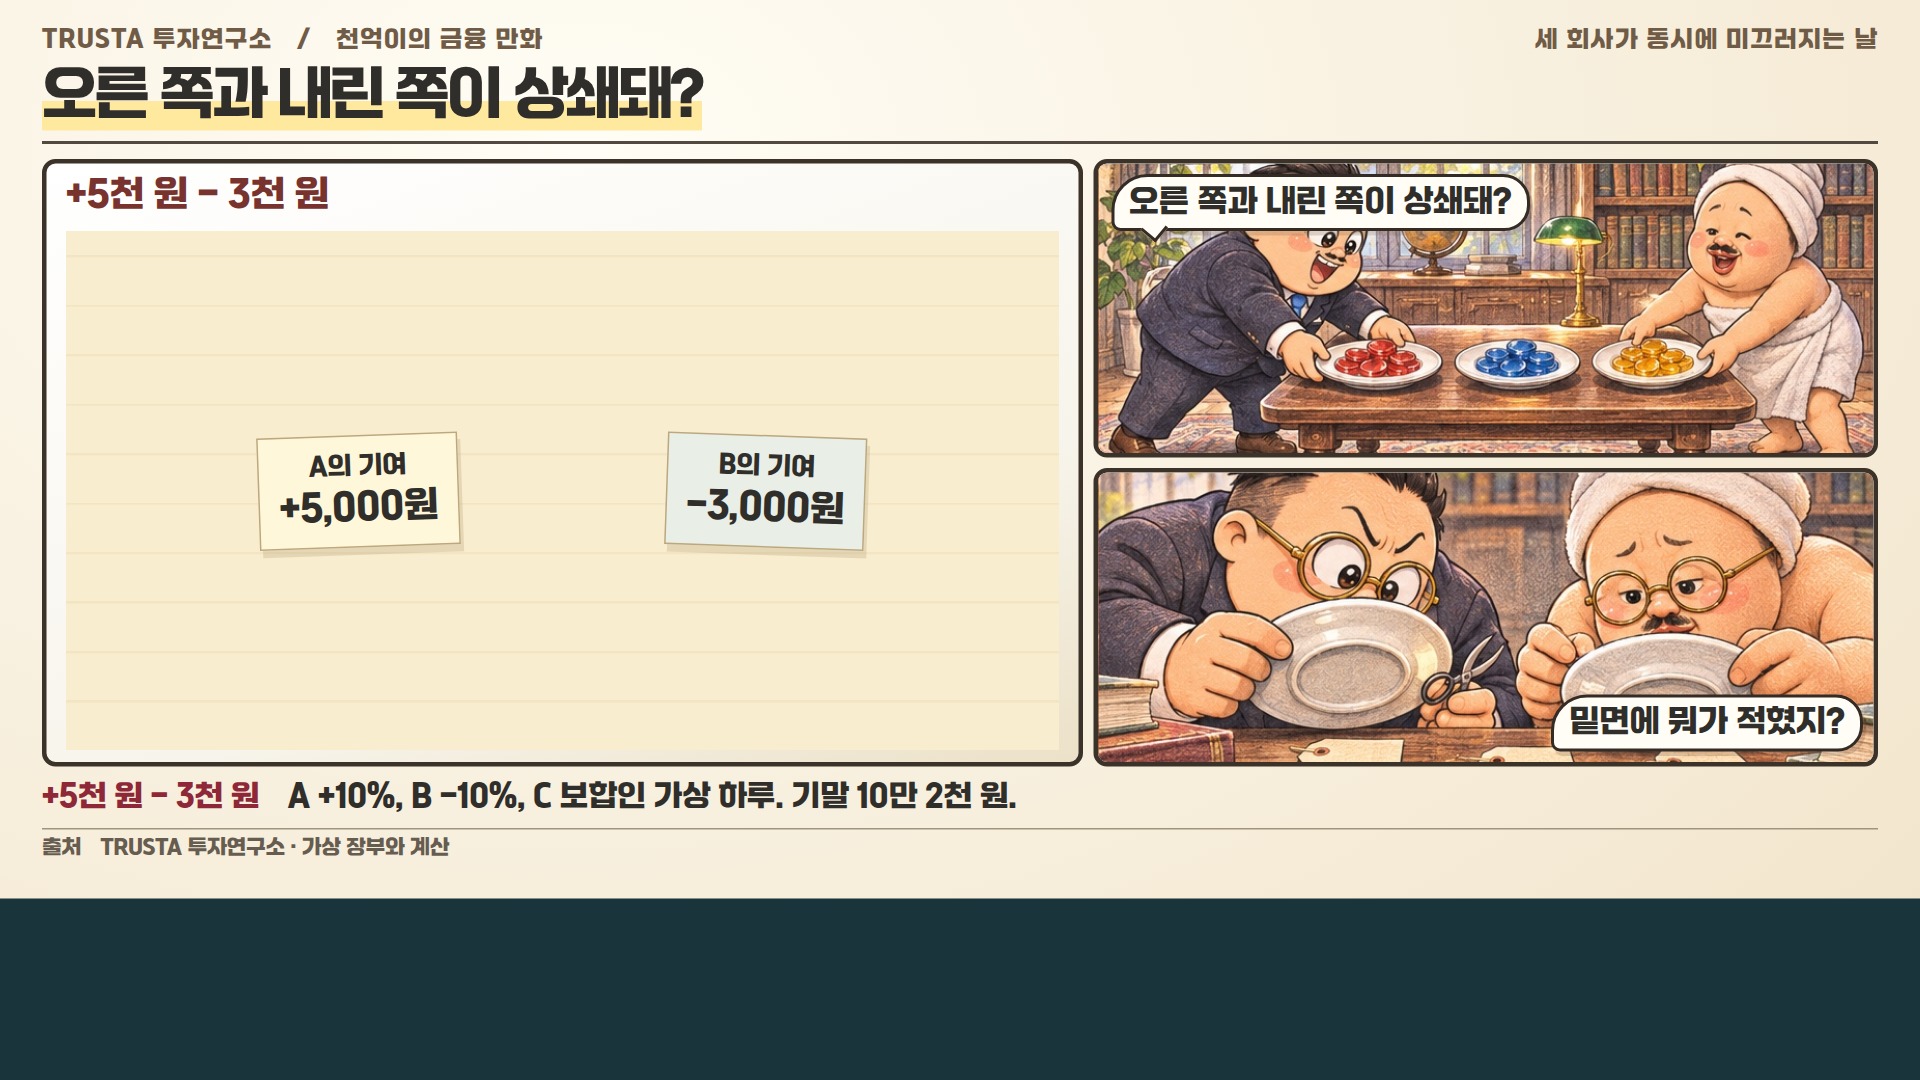 TRUSTA 투자연구소 / 천억이의 금융 만화
세 회사가 동시에 미끄러지는 날
오른 쪽과 내린 쪽이 상쇄돼?
+5천 원 − 3천 원
A의 기여
+5,000원
B의 기여
−3,000원
오른 쪽과 내린 쪽이 상쇄돼?
밑면에 뭐가 적혔지?
+5천 원 − 3천 원 A +10%, B −10%, C 보합인 가상 하루. 기말 10만 2천 원.
출처 TRUSTA 투자연구소 · 가상 장부와 계산